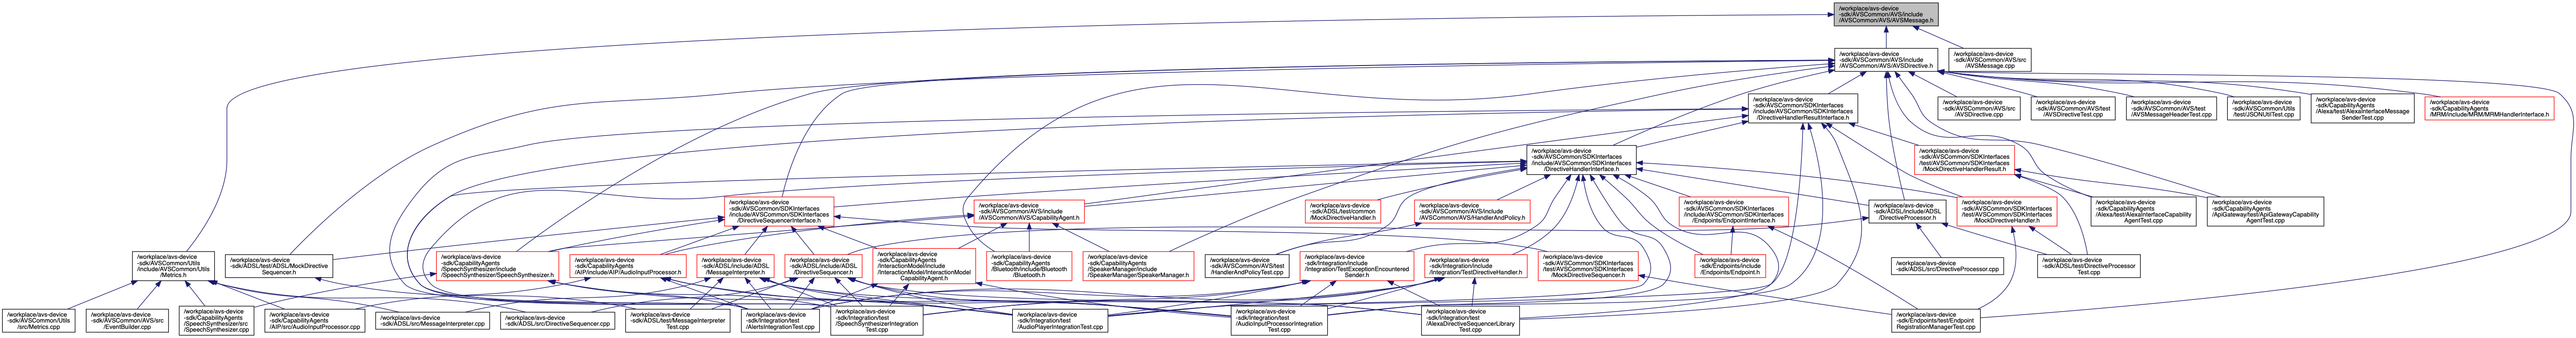 /workplace/avs-device
-sdk/AVSCommon/AVS/include
/AVSCommon/AVS/AVSMessage.h
/workplace/avs-device
-sdk/AVSCommon/AVS/include
/AVSCommon/AVS/AVSDirective.h
/workplace/avs-device
-sdk/AVSCommon/AVS/src
/AVSMessage.cpp
/workplace/avs-device
-sdk/AVSCommon/SDKInterfaces
/include/AVSCommon/SDKInterfaces
/DirectiveHandlerResultInterface.h
/workplace/avs-device
-sdk/AVSCommon/AVS/src
/AVSDirective.cpp
/workplace/avs-device
-sdk/AVSCommon/AVS/test
/AVSDirectiveTest.cpp
/workplace/avs-device
-sdk/AVSCommon/AVS/test
/AVSMessageHeaderTest.cpp
/workplace/avs-device
-sdk/AVSCommon/Utils
/test/JSONUtilTest.cpp
/workplace/avs-device
-sdk/CapabilityAgents
/Alexa/test/AlexaInterfaceMessage
SenderTest.cpp
/workplace/avs-device
-sdk/CapabilityAgents
/MRM/include/MRM/MRMHandlerInterface.h
/workplace/avs-device
-sdk/AVSCommon/SDKInterfaces
/include/AVSCommon/SDKInterfaces
/DirectiveHandlerInterface.h
/workplace/avs-device
-sdk/AVSCommon/SDKInterfaces
/test/AVSCommon/SDKInterfaces
/MockDirectiveHandlerResult.h
/workplace/avs-device
-sdk/AVSCommon/SDKInterfaces
/include/AVSCommon/SDKInterfaces
/DirectiveSequencerInterface.h
/workplace/avs-device
-sdk/AVSCommon/AVS/include
/AVSCommon/AVS/CapabilityAgent.h
/workplace/avs-device
-sdk/ADSL/test/common
/MockDirectiveHandler.h
/workplace/avs-device
-sdk/AVSCommon/AVS/include
/AVSCommon/AVS/HandlerAndPolicy.h
/workplace/avs-device
-sdk/AVSCommon/SDKInterfaces
/include/AVSCommon/SDKInterfaces
/Endpoints/EndpointInterface.h
/workplace/avs-device
-sdk/ADSL/include/ADSL
/DirectiveProcessor.h
/workplace/avs-device
-sdk/AVSCommon/SDKInterfaces
/test/AVSCommon/SDKInterfaces
/MockDirectiveHandler.h
/workplace/avs-device
-sdk/CapabilityAgents
/Alexa/test/AlexaInterfaceCapability
AgentTest.cpp
/workplace/avs-device
-sdk/CapabilityAgents
/ApiGateway/test/ApiGatewayCapability
AgentTest.cpp
/workplace/avs-device
-sdk/AVSCommon/Utils
/include/AVSCommon/Utils
/Metrics.h
/workplace/avs-device
-sdk/ADSL/test/ADSL/MockDirective
Sequencer.h
/workplace/avs-device
-sdk/CapabilityAgents
/SpeechSynthesizer/include
/SpeechSynthesizer/SpeechSynthesizer.h
/workplace/avs-device
-sdk/CapabilityAgents
/AIP/include/AIP/AudioInputProcessor.h
/workplace/avs-device
-sdk/ADSL/include/ADSL
/MessageInterpreter.h
/workplace/avs-device
-sdk/ADSL/include/ADSL
/DirectiveSequencer.h
/workplace/avs-device
-sdk/CapabilityAgents
/InteractionModel/include
/InteractionModel/InteractionModel
CapabilityAgent.h
/workplace/avs-device
-sdk/CapabilityAgents
/Bluetooth/include/Bluetooth
/Bluetooth.h
/workplace/avs-device
-sdk/CapabilityAgents
/SpeakerManager/include
/SpeakerManager/SpeakerManager.h
/workplace/avs-device
-sdk/AVSCommon/AVS/test
/HandlerAndPolicyTest.cpp
/workplace/avs-device
-sdk/Integration/include
/Integration/TestExceptionEncountered
Sender.h
/workplace/avs-device
-sdk/Integration/include
/Integration/TestDirectiveHandler.h
/workplace/avs-device
-sdk/AVSCommon/SDKInterfaces
/test/AVSCommon/SDKInterfaces
/MockDirectiveSequencer.h
/workplace/avs-device
-sdk/Endpoints/include
/Endpoints/Endpoint.h
/workplace/avs-device
-sdk/ADSL/src/DirectiveProcessor.cpp
/workplace/avs-device
-sdk/ADSL/test/DirectiveProcessor
Test.cpp
/workplace/avs-device
-sdk/AVSCommon/Utils
/src/Metrics.cpp
/workplace/avs-device
-sdk/AVSCommon/AVS/src
/EventBuilder.cpp
/workplace/avs-device
-sdk/CapabilityAgents
/SpeechSynthesizer/src
/SpeechSynthesizer.cpp
/workplace/avs-device
-sdk/CapabilityAgents
/AIP/src/AudioInputProcessor.cpp
/workplace/avs-device
-sdk/ADSL/src/MessageInterpreter.cpp
/workplace/avs-device
-sdk/ADSL/src/DirectiveSequencer.cpp
/workplace/avs-device
-sdk/ADSL/test/MessageInterpreter
Test.cpp
/workplace/avs-device
-sdk/Integration/test
/AlertsIntegrationTest.cpp
/workplace/avs-device
-sdk/Integration/test
/SpeechSynthesizerIntegration
Test.cpp
/workplace/avs-device
-sdk/Integration/test
/AudioPlayerIntegrationTest.cpp
/workplace/avs-device
-sdk/Integration/test
/AudioInputProcessorIntegration
Test.cpp
/workplace/avs-device
-sdk/Integration/test
/AlexaDirectiveSequencerLibrary
Test.cpp
/workplace/avs-device
-sdk/Endpoints/test/Endpoint
RegistrationManagerTest.cpp